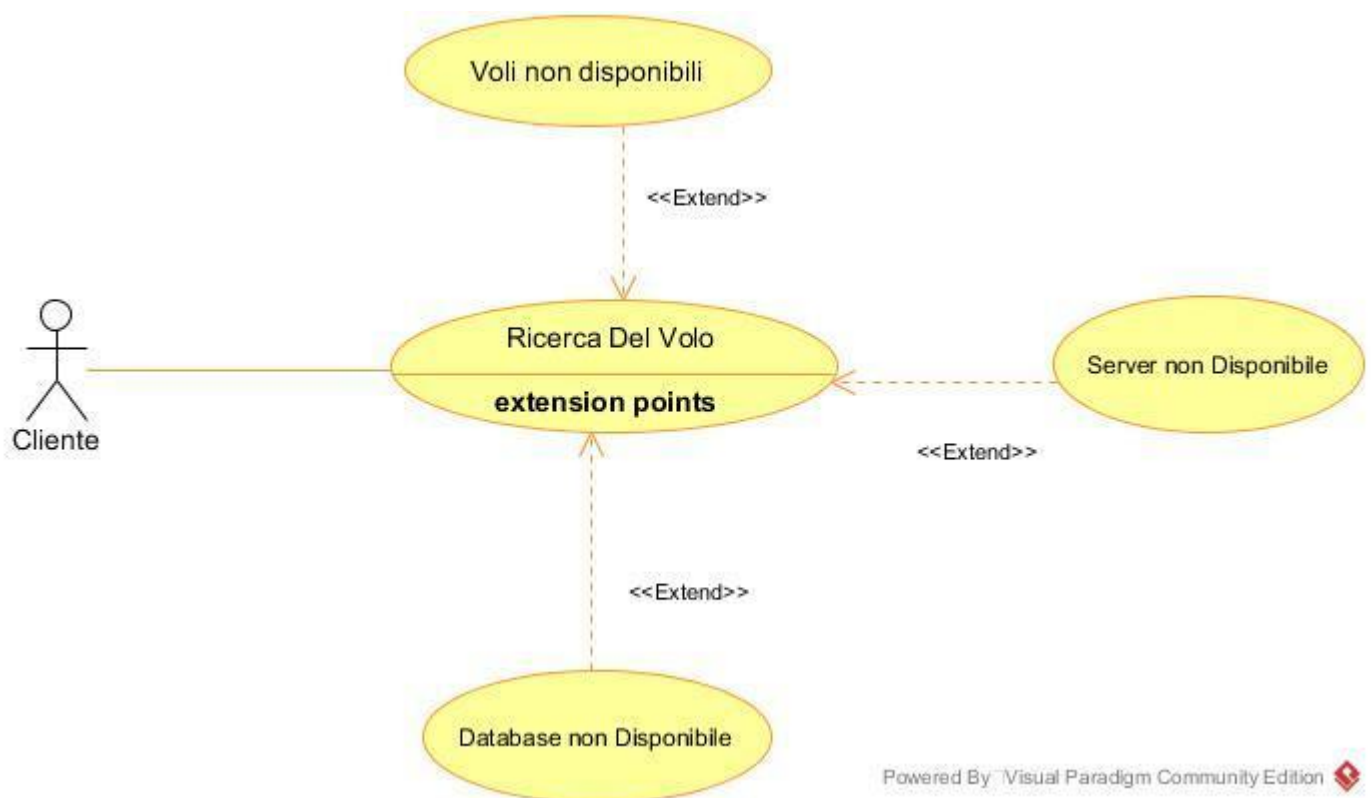 Voli non disponibili
<<Extend>>
Ricerca Del Volo
extension points
Server non Disponibile
<<Extend>>
Cliente
<<Extend>>
Database non Disponibile
Powered By Visual Paradigm Community Edition